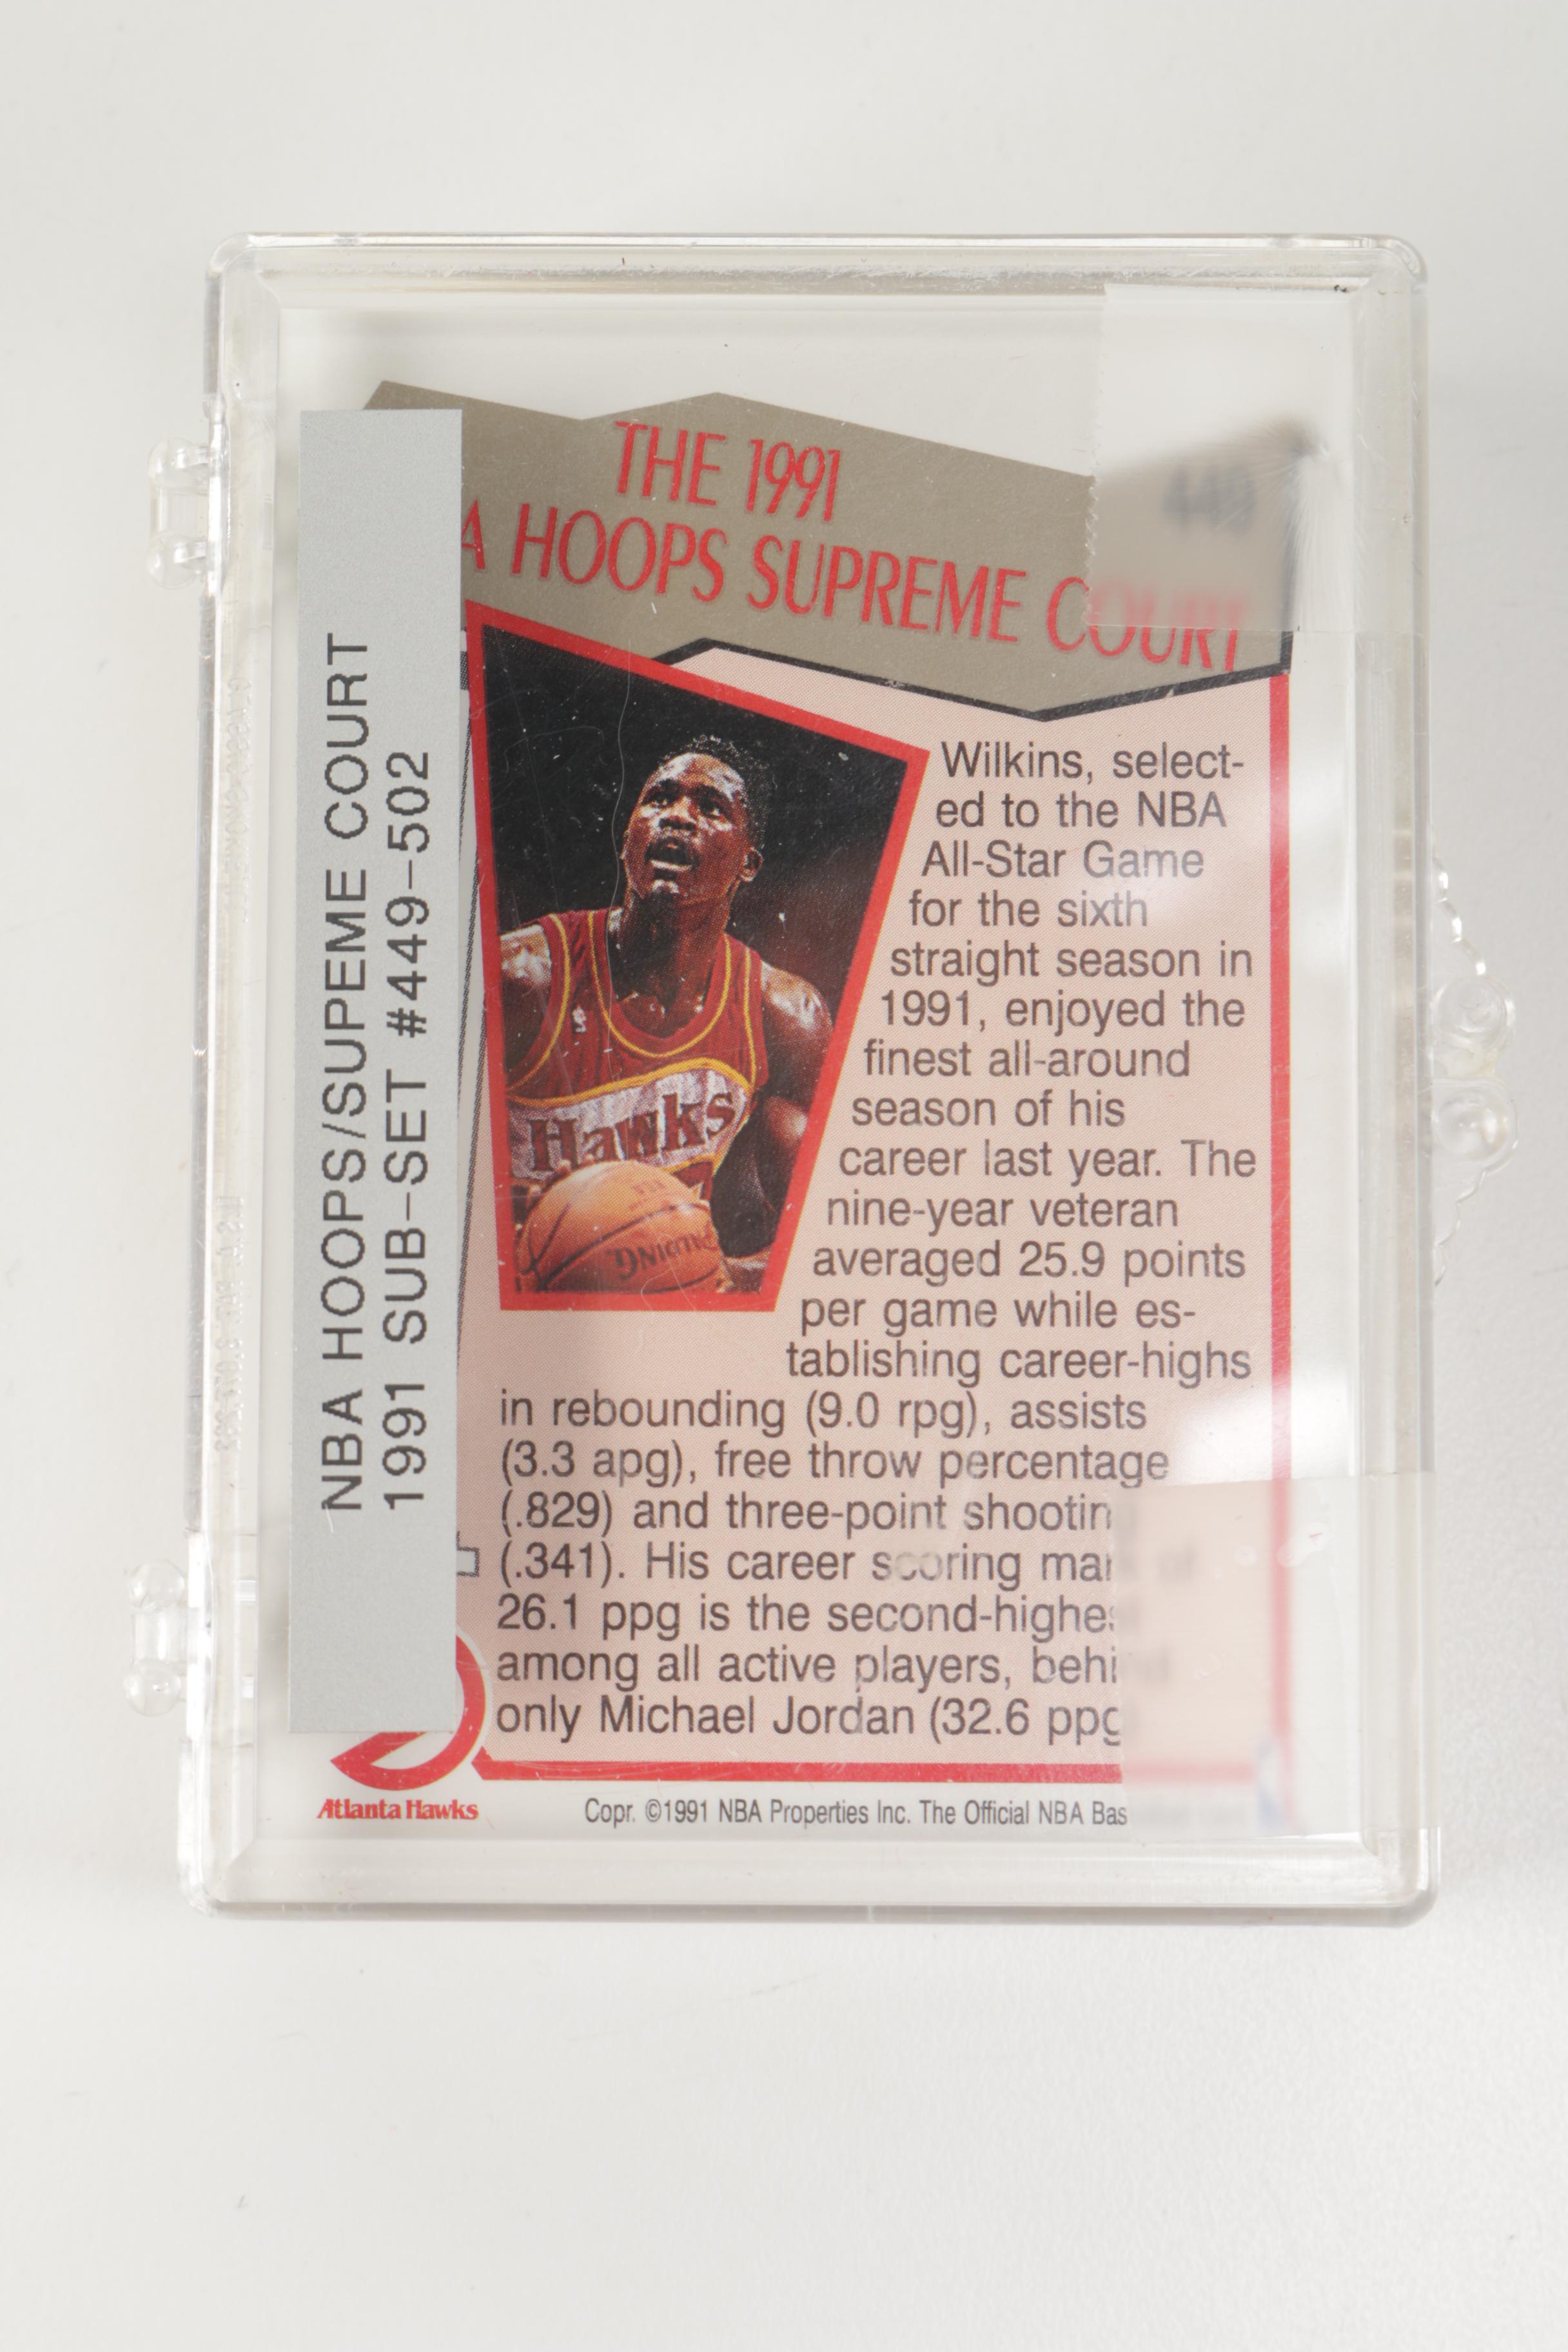 NBA HOOPS/SUPEME COURT
1991 SUB-SET #449-502
THE 1991
A HOOPS SUPREME COURT
449
Wilkins, select-
ed to the NBA
All-Star Game
for the sixth
straight season in
1991, enjoyed the
finest all-around
season of his
career last year. The
nine-year veteran
averaged 25.9 points
per game while es-
tablishing career-highs
in rebounding (9.0 rpg), assists
(3.3 apg), free throw percentage
(.829) and three-point shootin
(.341). His career scoring mar
26.1 ppg is the second-highes
among all active players, behind
only Michael Jordan (32.6 ppg
Hawks
SPALDING
Atlanta Hawks
Copr. ©1991 NBA Properties Inc. The Official NBA Bas